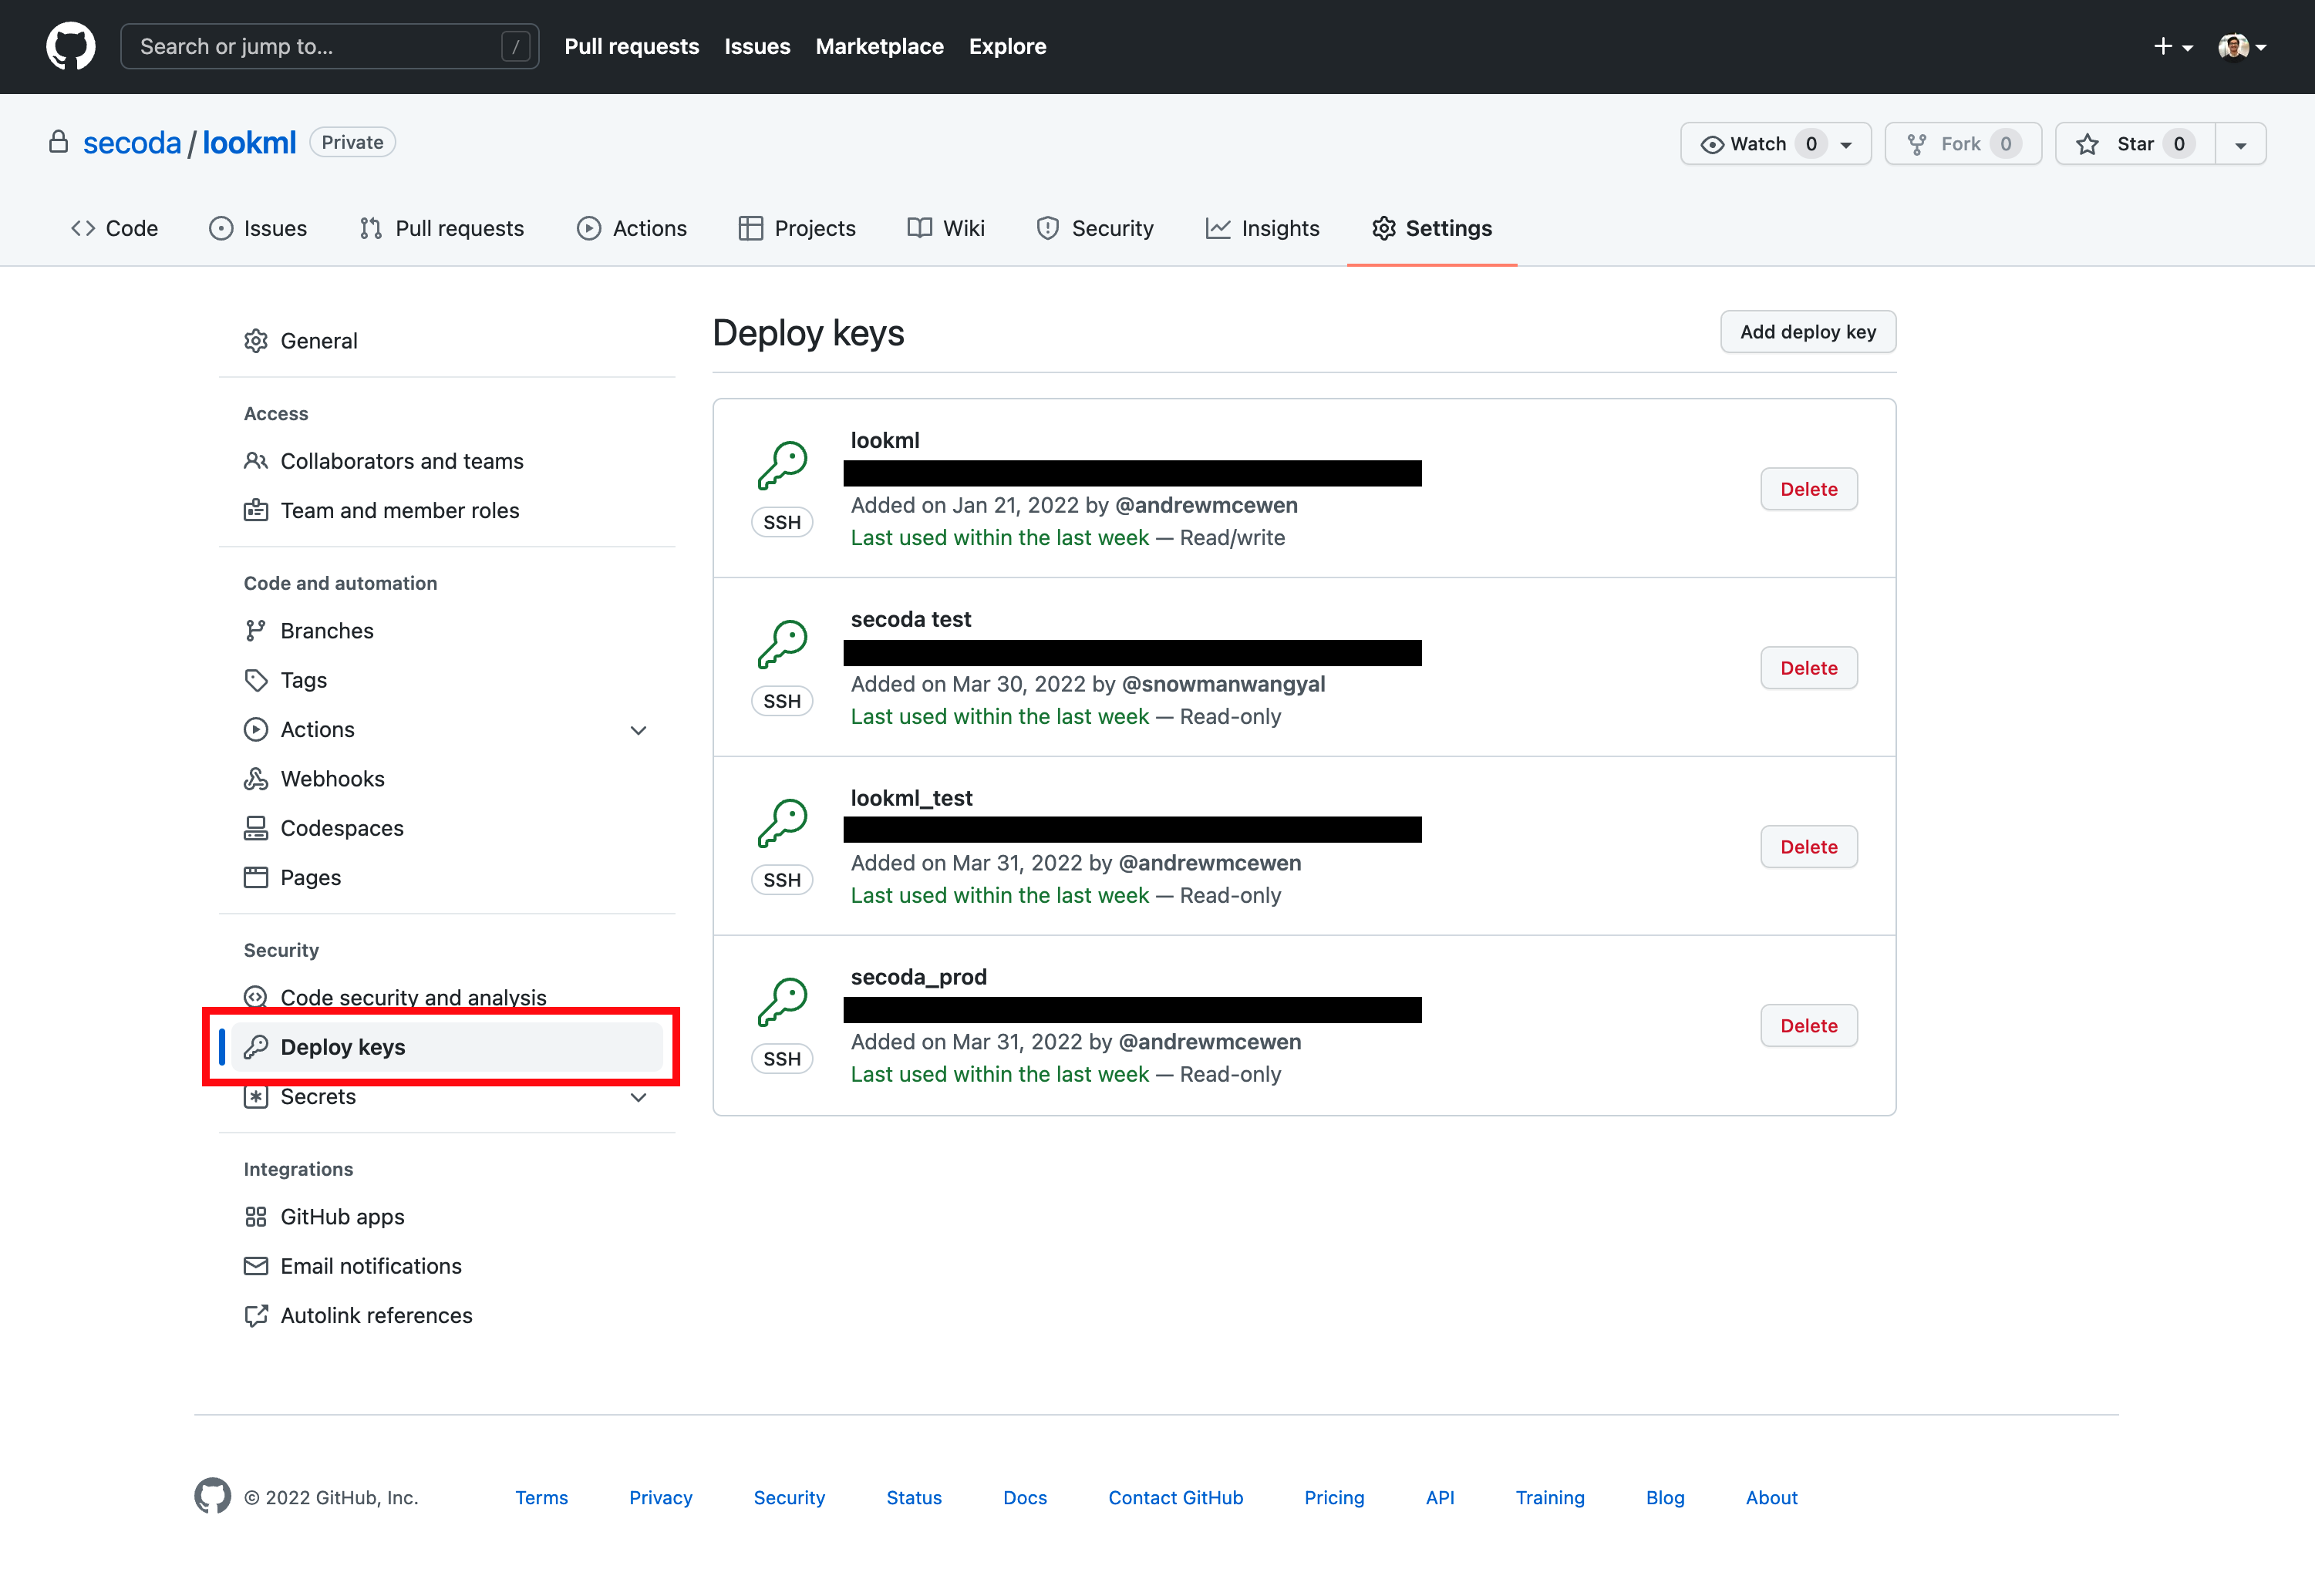 Search or jump to... /
Pull requests Issues Marketplace Explore
secoda / lookml Private
Watch 0 Fork 0 Star 0
Code Issues Pull requests Actions Projects Wiki Security Insights Settings
General
Access
Collaborators and teams
Team and member roles
Code and automation
Branches
Tags
Actions
Webhooks
Codespaces
Pages
Security
Code security and analysis
Deploy keys
Secrets
Integrations
GitHub apps
Email notifications
Autolink references
Deploy keys
Add deploy key
lookml
SSH
Added on Jan 21, 2022 by @andrewmcewen
Last used within the last week — Read/write
Delete
secoda test
SSH
Added on Mar 30, 2022 by @snowmanwangyal
Last used within the last week — Read-only
Delete
lookml_test
SSH
Added on Mar 31, 2022 by @andrewmcewen
Last used within the last week — Read-only
Delete
secoda_prod
SSH
Added on Mar 31, 2022 by @andrewmcewen
Last used within the last week — Read-only
Delete
© 2022 GitHub, Inc. Terms Privacy Security Status Docs Contact GitHub Pricing API Training Blog About